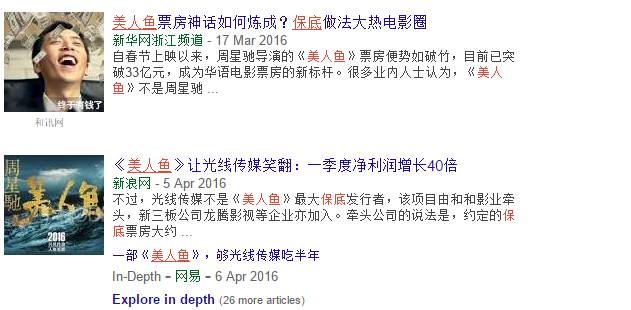 美人鱼票房神话如何炼成？保底做法大热电影圈
新华网浙江频道 - 17 Mar 2016
自春节上映以来，周星驰导演的《美人鱼》票房便势如破竹，目前已突
破33亿元，成为华语电影票房的新标杆。很多业内人士认为，《美人
鱼》不是周星驰 ...
终于有钱了
和讯网
《美人鱼》让光线传媒笑翻：一季度净利润增长40倍
新浪网 - 5 Apr 2016
不过，光线传媒不是《美人鱼》最大保底发行者，该项目由和和影业牵
头，新三板公司龙腾影视等企业亦加入。牵头公司的说法是，约定的保
底票房大约 ...
周星驰
美人鱼
2016
一部《美人鱼》，够光线传媒吃半年
In-Depth - 网易 - 6 Apr 2016
Explore in depth (26 more articles)